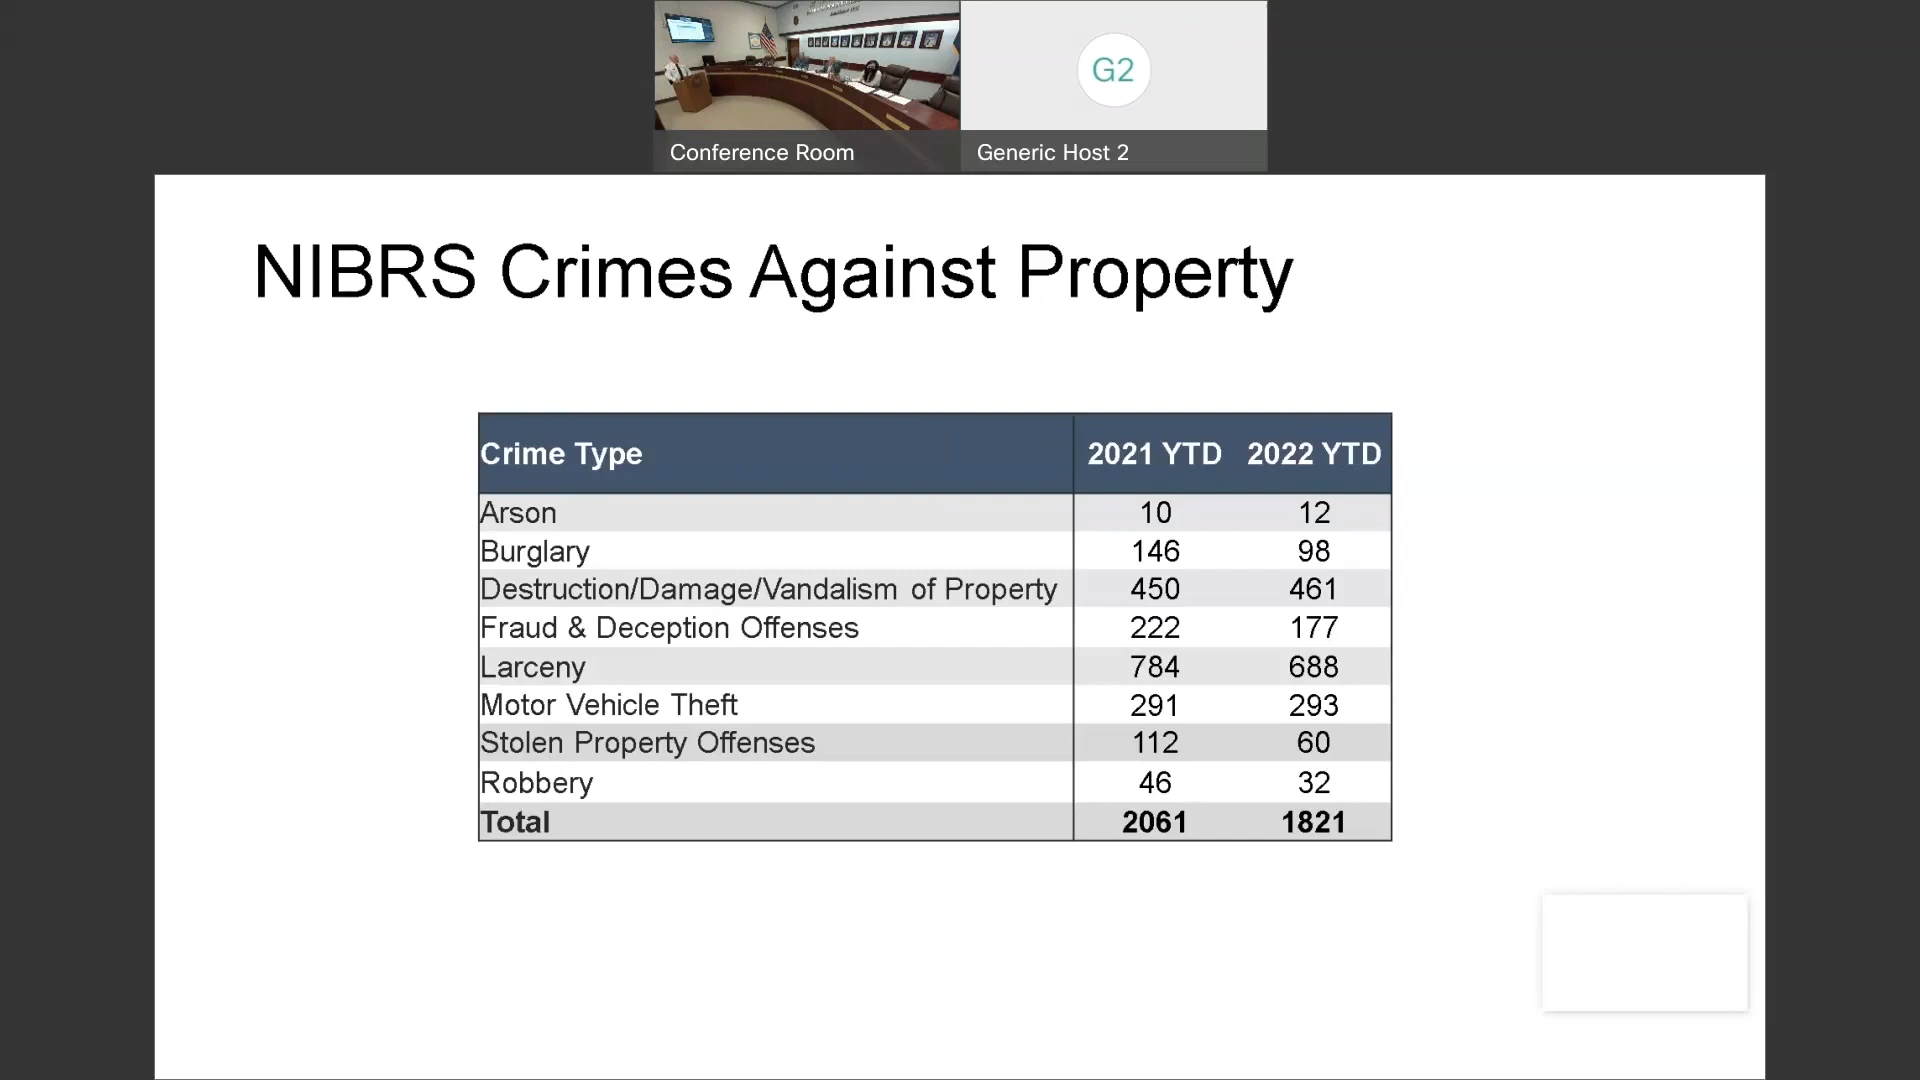 G2
Conference Room
Generic Host 2
NIBRS Crimes Against Property
Crime Type 2021 YTD 2022 YTD
Arson 10 12
Burglary 146 98
Destruction/Damage/Vandalism of Property 450 461
Fraud & Deception Offenses 222 177
Larceny 784 688
Motor Vehicle Theft 291 293
Stolen Property Offenses 112 60
Robbery 46 32
Total 2061 1821